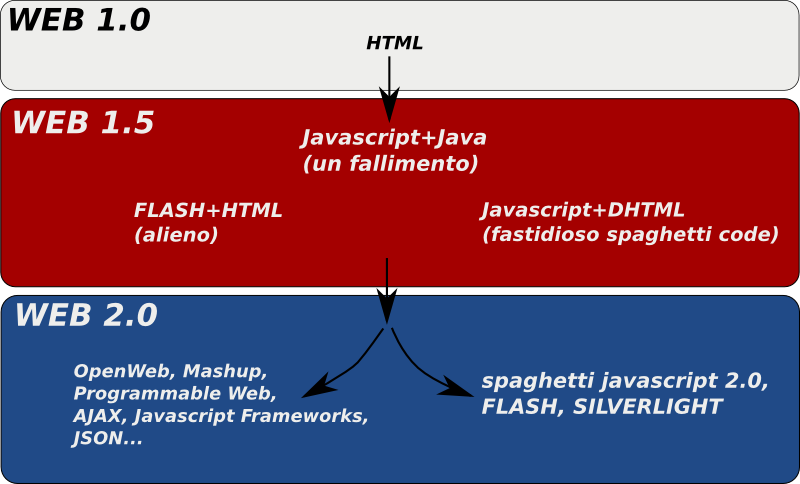 WEB 1.0
HTML
WEB 1.5
Javascript+Java
(un fallimento)
FLASH+HTML
(alieno)
Javascript+DHTML
(fastidioso spaghetti code)
WEB 2.0
OpenWeb, Mashup,
Programmable Web,
AJAX, Javascript Frameworks,
JSON...
spaghetti javascript 2.0,
FLASH, SILVERLIGHT